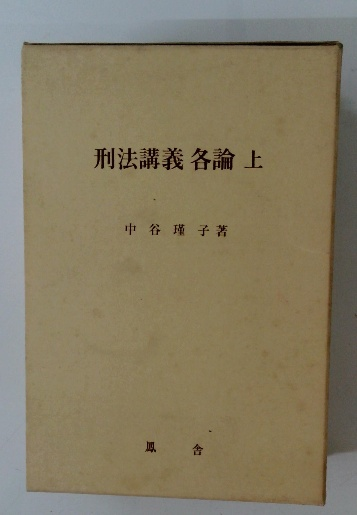 刑法講義 各論 上
中谷 瑾子著
鳳舎